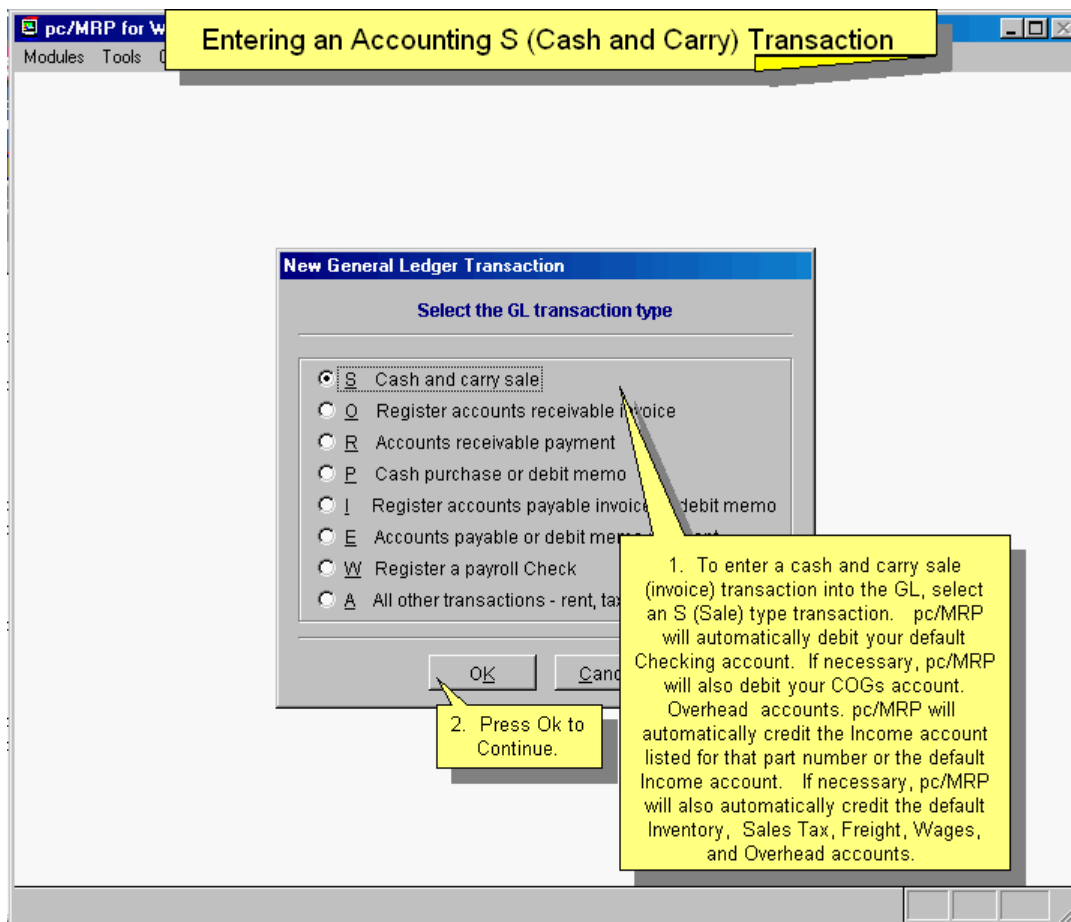 pc/MRP for W
Entering an Accounting S (Cash and Carry) Transaction
Modules Tools
New General Ledger Transaction
Select the GL transaction type
S Cash and carry sale
O Register accounts receivable invoice
R Accounts receivable payment
P Cash purchase or debit memo
I Register accounts payable invoice debit memo
E Accounts payable or debit memo
W Register a payroll Check
A All other transactions - rent, tax
OK
Canc
1. To enter a cash and carry sale
(invoice) transaction into the GL, select
an S (Sale) type transaction. pc/MRP
will automatically debit your default
Checking account. If necessary, pc/MRP
will also debit your COGs account.
Overhead accounts. pc/MRP will
automatically credit the Income account
listed for that part number or the default
Income account. If necessary, pc/MRP
will also automatically credit the default
Inventory, Sales Tax, Freight, Wages,
and Overhead accounts.
2. Press Ok to
Continue.